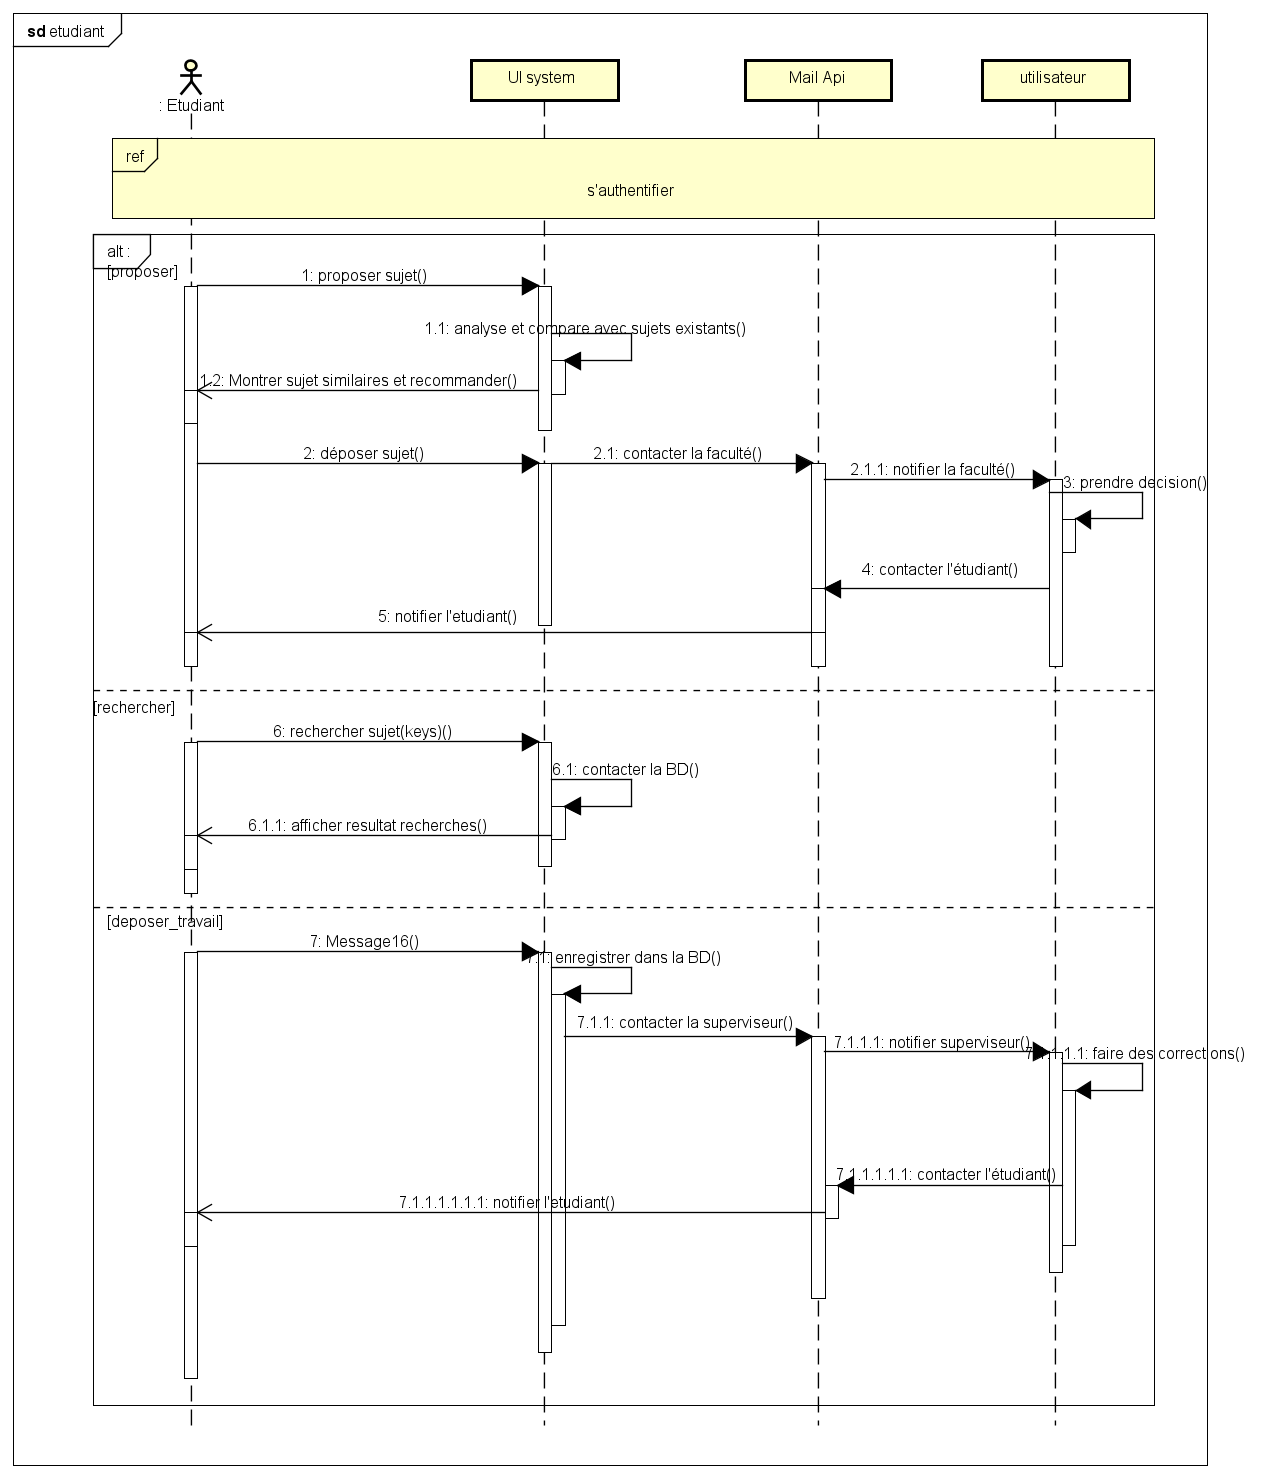 sd etudiant
: Etudiant
UI system
Mail Api
utilisateur
ref
s'authentifier
alt :
[proposer]
1: proposer sujet()
1.1: analyse et compare avec sujets existants()
1.2: Montrer sujet similaires et recommander()
2: déposer sujet()
2.1: contacter la faculté()
2.1.1: notifier la faculté()
3: prendre decision()
4: contacter l'étudiant()
5: notifier l'etudiant()
[rechercher]
6: rechercher sujet(keys)()
6.1: contacter la BD()
6.1.1: afficher resultat recherches()
[deposer_travail]
7: Message16()
7.1: enregistrer dans la BD()
7.1.1: contacter la superviseur()
7.1.1.1: notifier superviseur()
7.1.1.1.1: faire des corrections()
7.1.1.1.1.1: contacter l'étudiant()
7.1.1.1.1.1.1: notifier l'etudiant()